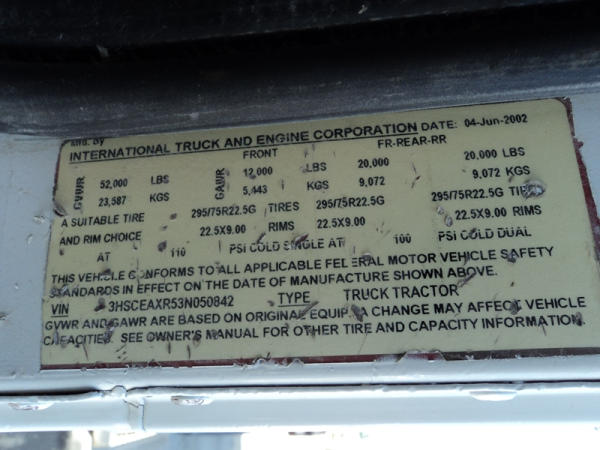 Mfg. by
INTERNATIONAL TRUCK AND ENGINE CORPORATION DATE: 04-Jun-2002
FRONT FR-REAR-RR
GVWR 52,000 LBS GAWR 12,000 LBS 20,000 20,000 LBS
23,587 KGS 5,443 KGS 9,072 9,072 KGS
A SUITABLE TIRE 295/75R22.5G TIRES 295/75R22.5G 295/75R22.5G TIRES
AND RIM CHOICE 22.5X9.00 RIMS 22.5X9.00 22.5X9.00 RIMS
AT 110 PSI COLD SINGLE AT 100 PSI COLD DUAL
THIS VEHICLE CONFORMS TO ALL APPLICABLE FEDERAL MOTOR VEHICLE SAFETY
STANDARDS IN EFFECT ON THE DATE OF MANUFACTURE SHOWN ABOVE.
VIN 3HSCEAXR53N050842 TYPE TRUCK TRACTOR
GVWR AND GAWR ARE BASED ON ORIGINAL EQUIP. A CHANGE MAY AFFECT VEHICLE
CAPACITIES. SEE OWNER'S MANUAL FOR OTHER TIRE AND CAPACITY INFORMATION.